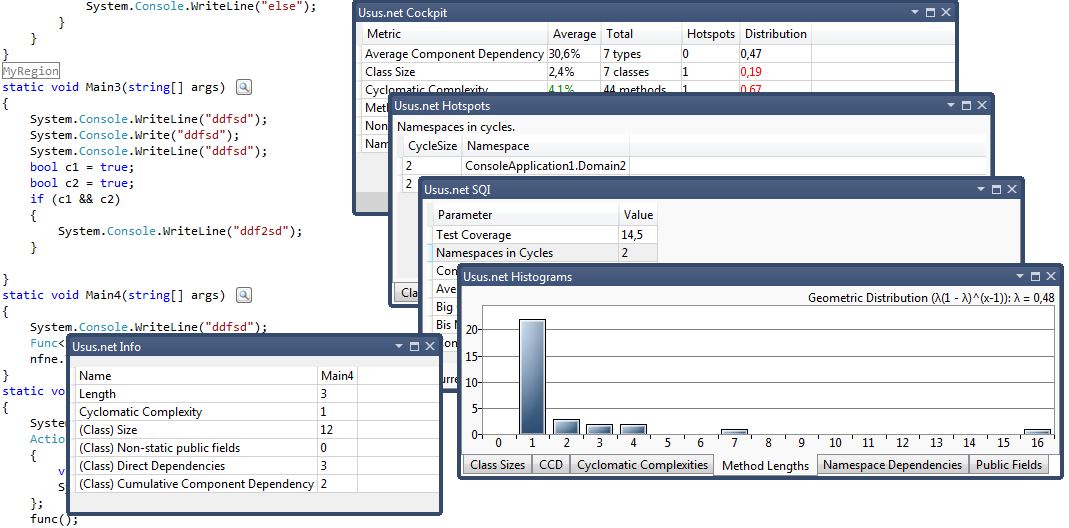 System.Console.WriteLine("else");
}
}
}
MyRegion
static void Main3(string[] args)
{
System.Console.WriteLine("ddfsd");
System.Console.Write("ddfsd");
System.Console.WriteLine("ddfsd");
bool c1 = true;
bool c2 = true;
if (c1 && c2)
{
System.Console.WriteLine("ddf2sd");
}
}
static void Main4(string[] args)
{
System.Console.WriteLine("ddfsd");
Func<
nfne.
}
static vo
{
Syst
Actio
{
v
Sy
};
func();
Usus.net Cockpit
Metric Average Total Hotspots Distribution
Average Component Dependency 30,6% 7 types 0 0,47
Class Size 2,4% 7 classes 1 0,19
Cyclomatic Complexity 4,1% 44 methods 1 0,67
Met
Non
Nam
Usus.net Hotspots
Namespaces in cycles.
CycleSize Namespace
2 ConsoleApplication1.Domain2
2
Cla
Usus.net SQI
Parameter Value
Test Coverage 14,5
Namespaces in Cycles 2
Con
Ave
Big
Bis
on
urre
Usus.net Histograms
Geometric Distribution (λ(1 - λ)^(x-1)): λ = 0,48
20
15
10
5
0
0 1 2 3 4 5 6 7 8 9 10 11 12 13 14 15 16
Class Sizes CCD Cyclomatic Complexities Method Lengths Namespace Dependencies Public Fields
Usus.net Info
Name Main4
Length 3
Cyclomatic Complexity 1
(Class) Size 12
(Class) Non-static public fields 0
(Class) Direct Dependencies 3
(Class) Cumulative Component Dependency 2